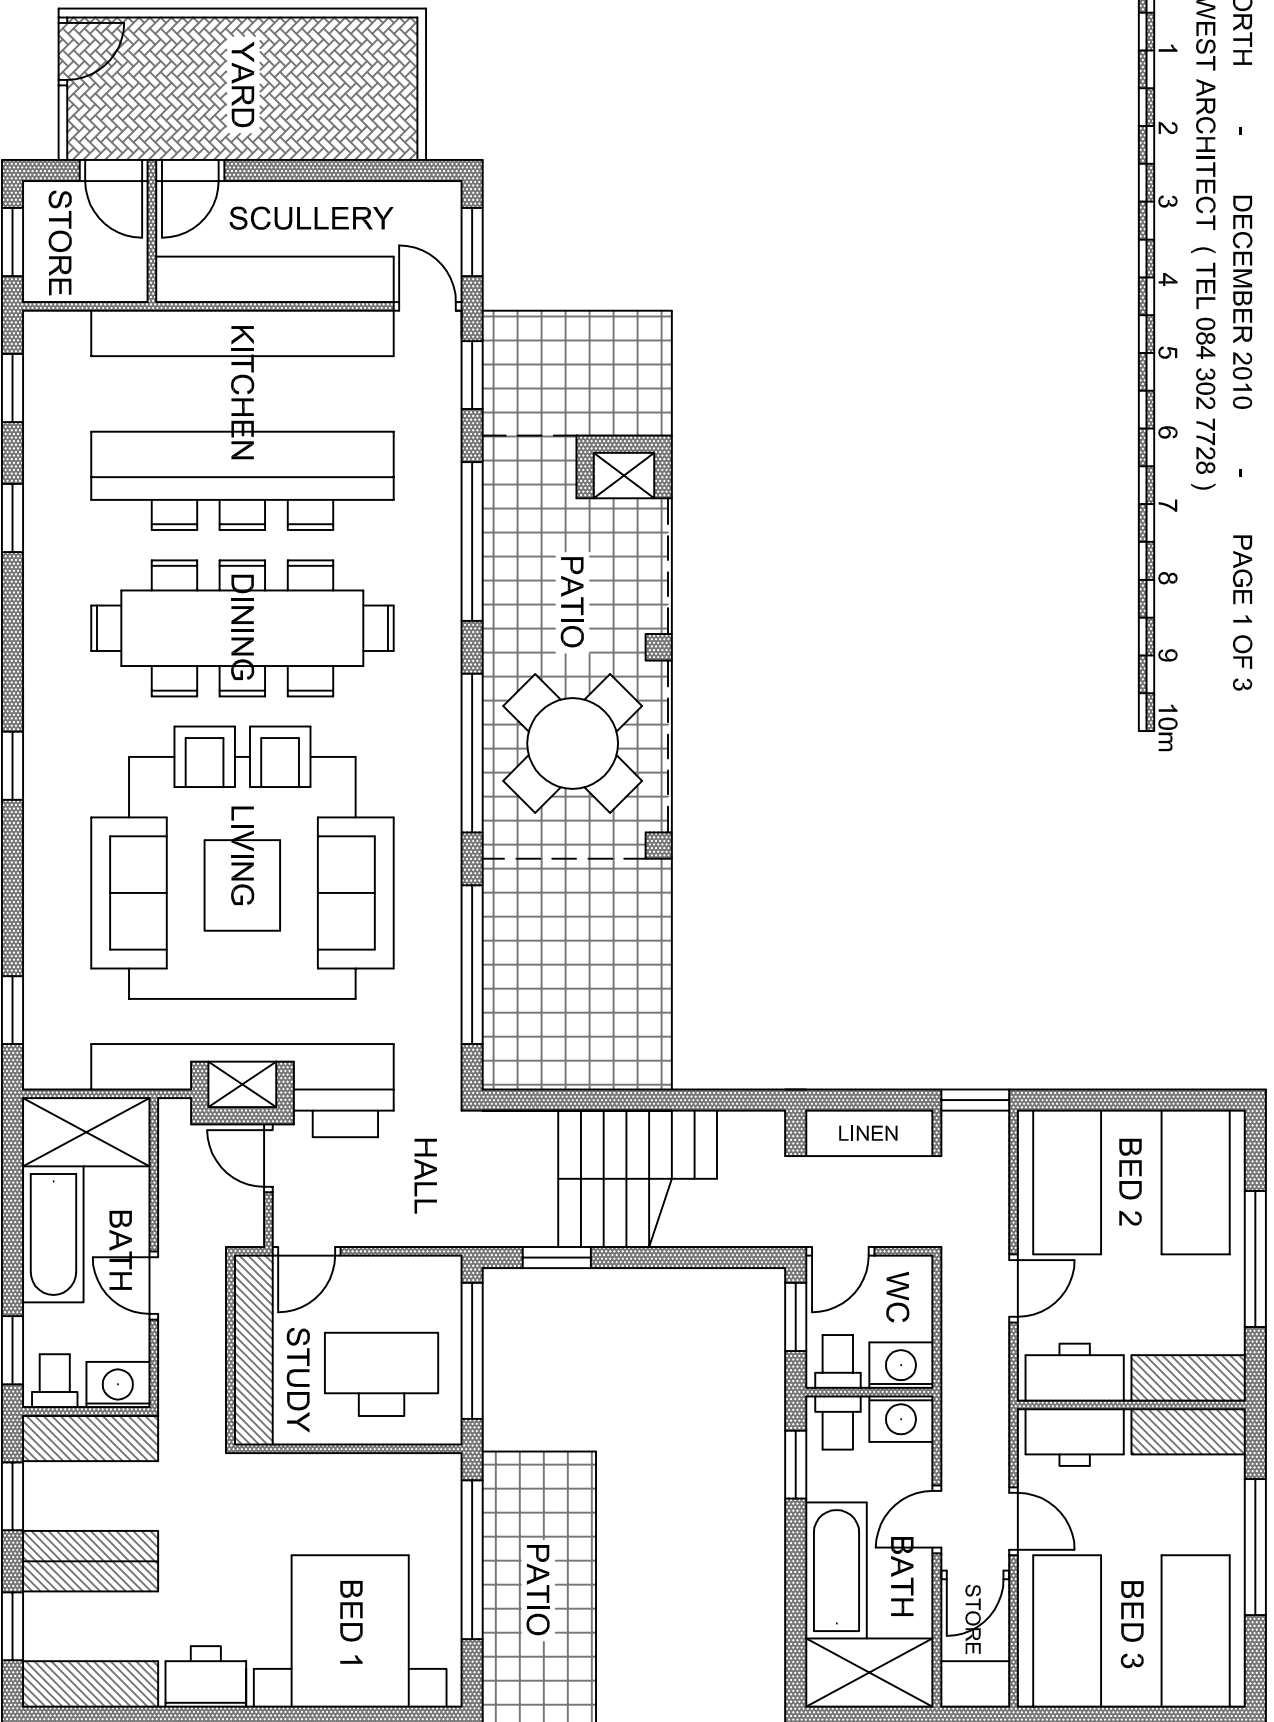 ORTH - DECEMBER 2010 - PAGE 1 OF 3
WEST ARCHITECT ( TEL 084 302 7728 )
1 2 3 4 5 6 7 8 9 10m
BED 2
BED 3
LINEN
WC
BATH
STORE
PATIO
HALL
PATIO
YARD
SCULLERY
KITCHEN
DINING
LIVING
STUDY
BED 1
STORE
BATH